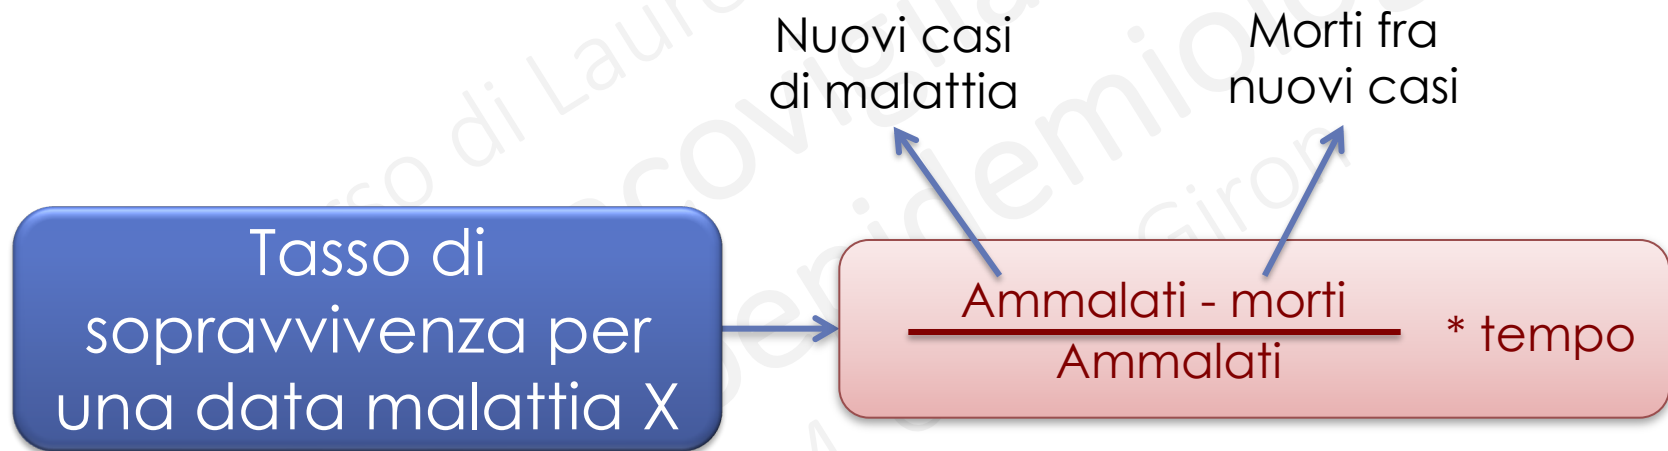 Nuovi casi
di malattia
Morti fra
nuovi casi
Tasso di
sopravvivenza per
una data malattia X
Ammalati - morti
Ammalati
* tempo